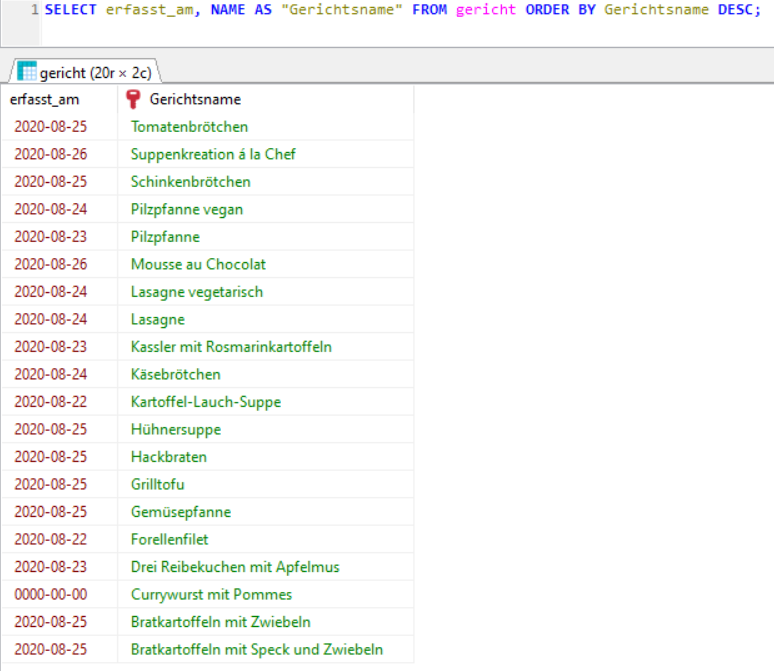 1 SELECT erfasst_am, NAME AS "Gerichtsname" FROM gericht ORDER BY Gerichtsname DESC;
gericht (20r × 2c)
erfasst_am Gerichtsname
2020-08-25 Tomatenbrötchen
2020-08-26 Suppenkreation á la Chef
2020-08-25 Schinkenbrötchen
2020-08-24 Pilzpfanne vegan
2020-08-23 Pilzpfanne
2020-08-26 Mousse au Chocolat
2020-08-24 Lasagne vegetarisch
2020-08-24 Lasagne
2020-08-23 Kassler mit Rosmarinkartoffeln
2020-08-24 Käsebrötchen
2020-08-22 Kartoffel-Lauch-Suppe
2020-08-25 Hühnersuppe
2020-08-25 Hackbraten
2020-08-25 Grilltofu
2020-08-25 Gemüsepfanne
2020-08-22 Forellenfilet
2020-08-23 Drei Reibekuchen mit Apfelmus
0000-00-00 Currywurst mit Pommes
2020-08-25 Bratkartoffeln mit Zwiebeln
2020-08-25 Bratkartoffeln mit Speck und Zwiebeln